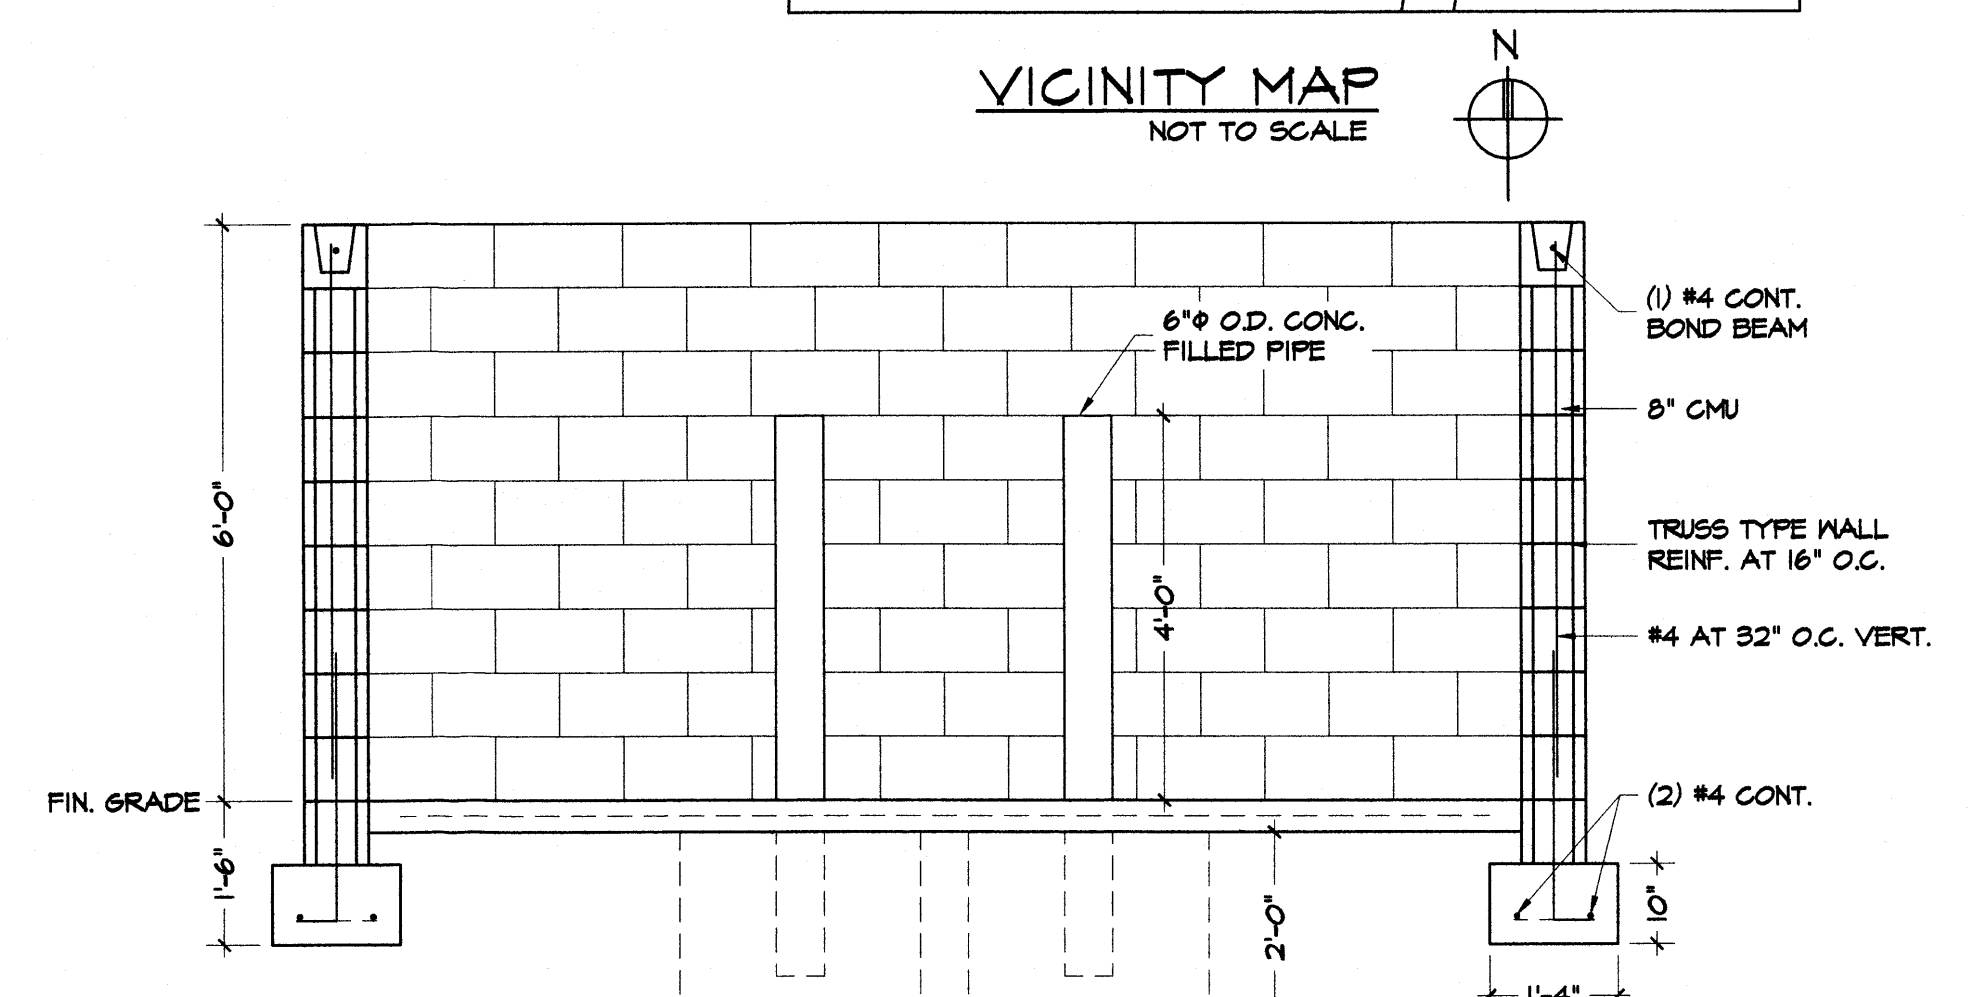 N
VICINITY MAP
NOT TO SCALE
(1) #4 CONT.
BOND BEAM
6"Φ O.D. CONC.
FILLED PIPE
8" CMU
6'-0"
TRUSS TYPE WALL
REINF. AT 16" O.C.
4'-0"
#4 AT 32" O.C. VERT.
FIN. GRADE
(2) #4 CONT.
1'-6"
10"
2'-0"
1'-4"